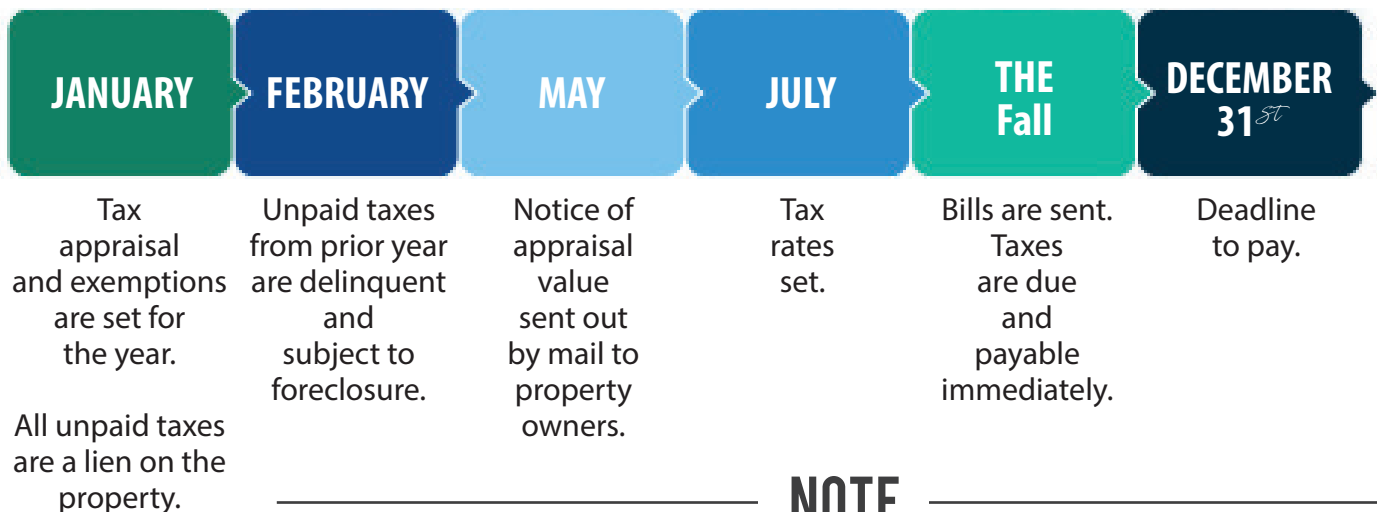 JANUARY
Tax
appraisal
and exemptions
are set for
the year.
All unpaid taxes
are a lien on the
property.
FEBRUARY
Unpaid taxes
from prior year
are delinquent
and
subject to
foreclosure.
MAY
Notice of
appraisal
value
sent out
by mail to
property
owners.
JULY
Tax
rates
set.
THE
Fall
Bills are sent.
Taxes
are due
and
payable
immediately.
DECEMBER
31st
Deadline
to pay.
NOTE